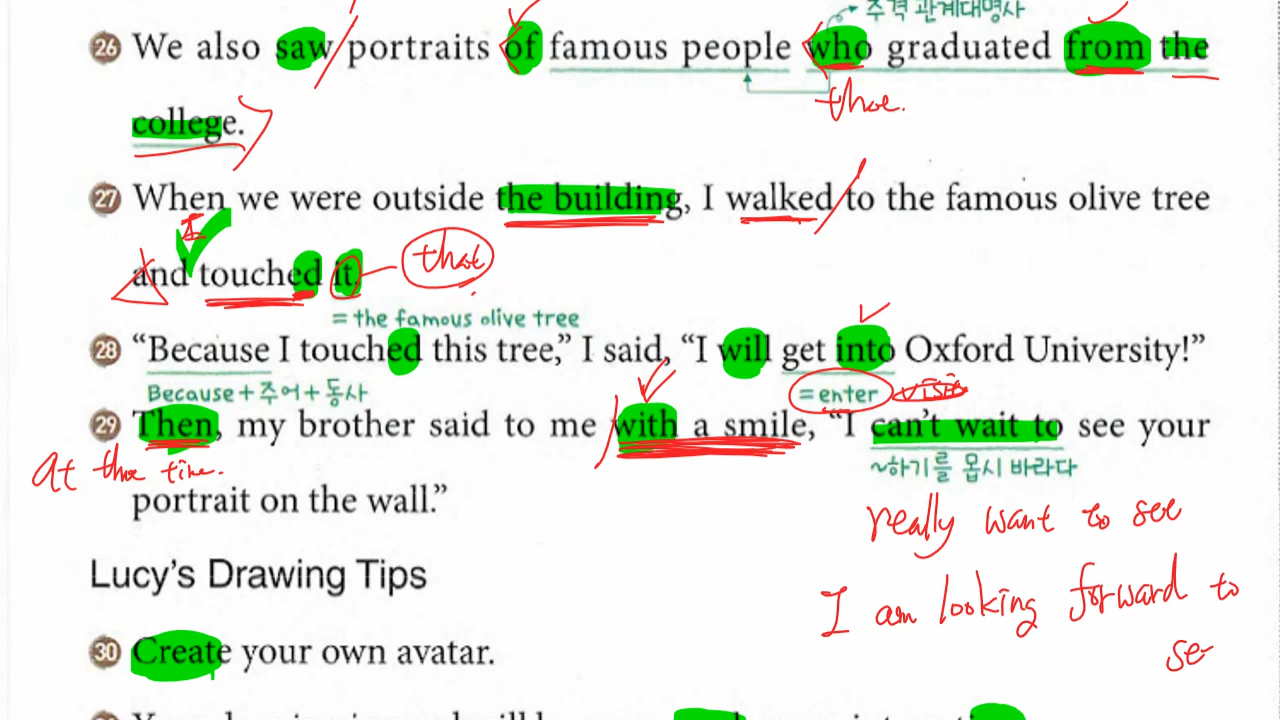 주격 관계대명사
26 We also saw portraits of famous people who graduated from the
that.
college.
27 When we were outside the building, I walked to the famous olive tree
I
and touched it. that
= the famous olive tree
28 “Because I touched this tree,” I said, “I will get into Oxford University!”
Because+주어+동사
=enter
29 Then, my brother said to me with a smile, “I can't wait to see your
~하기를 몹시 바라다
At that time.
portrait on the wall.”
really want to see
Lucy's Drawing Tips
I am looking forward to
se
30 Create your own avatar.